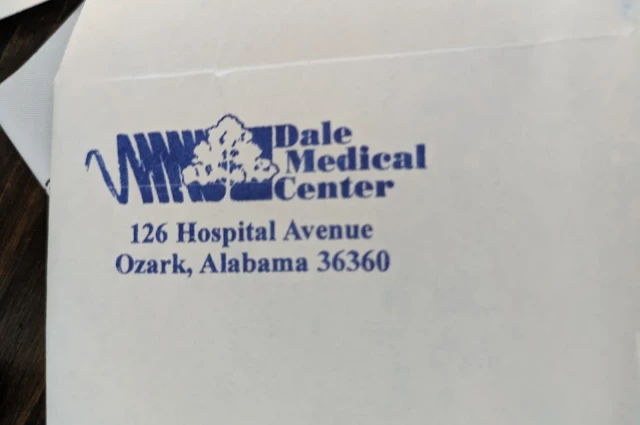 Dale
Medical
Center
126 Hospital Avenue
Ozark, Alabama 36360